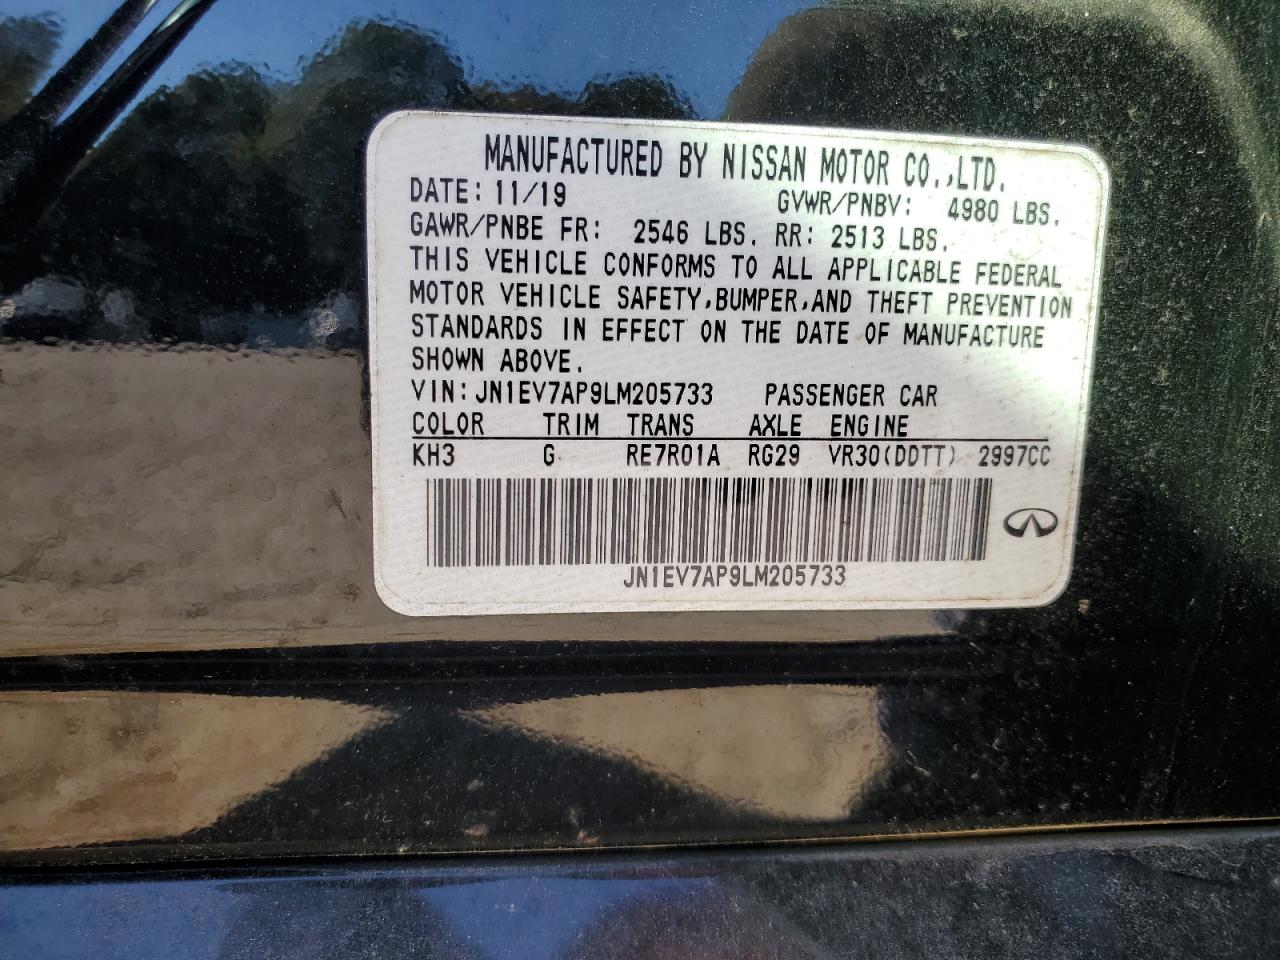 MANUFACTURED BY NISSAN MOTOR CO.,LTD.
DATE: 11/19 GVWR/PNBV: 4980 LBS.
GAWR/PNBE FR: 2546 LBS. RR: 2513 LBS.
THIS VEHICLE CONFORMS TO ALL APPLICABLE FEDERAL
MOTOR VEHICLE SAFETY,BUMPER,AND THEFT PREVENTION
STANDARDS IN EFFECT ON THE DATE OF MANUFACTURE
SHOWN ABOVE.
VIN: JN1EV7AP9LM205733 PASSENGER CAR
COLOR TRIM TRANS AXLE ENGINE
KH3 G RE7R01A RG29 VR30(DDTT) 2997CC
JN1EV7AP9LM205733